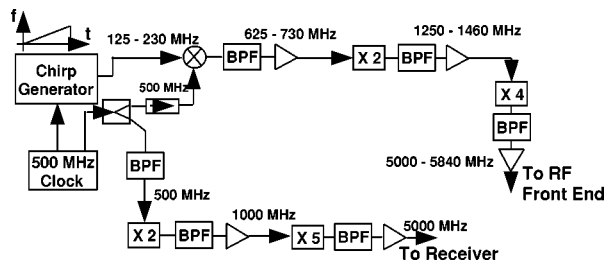 f
t
Chirp
Generator
125 - 230 MHz
BPF
625 - 730 MHz
X 2
BPF
1250 - 1460 MHz
X 4
BPF
5000 - 5840 MHz
To RF
Front End
500 MHz
500 MHz
Clock
BPF
500 MHz
X 2
BPF
1000 MHz
X 5
BPF
5000 MHz
To Receiver